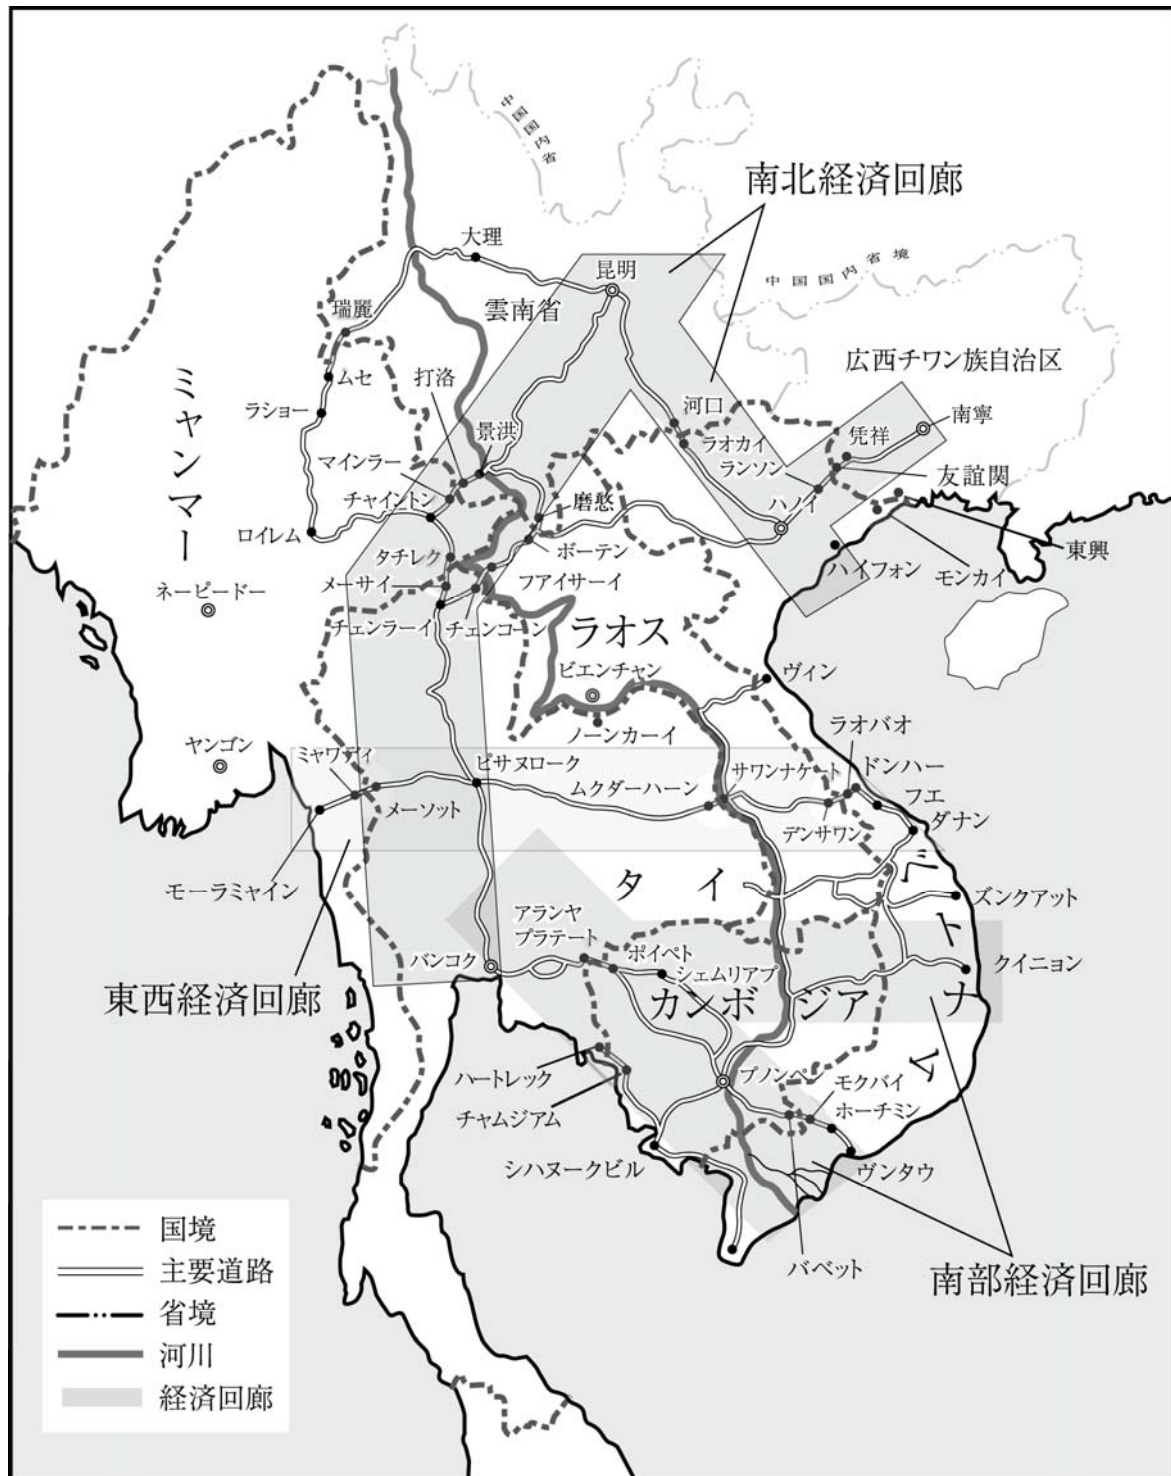 中国国内省
南北経済回廊
大理
昆明
中国国内省境
雲南省
瑞麗
広西チワン族自治区
ムセ
打洛
ミャンマー
ラショー
河口
南寧
景洪
ラオカイ
凭祥
マインラー
ランソン
友誼関
チャイントン
磨憨
ハノイ
ロイレム
ボーテン
東興
タチレク
ハイフォン
モンカイ
メーサイ
フアイサーイ
ネーピードー
チェンラーイ
チェンコーン
ラオス
ビエンチャン
ヴィン
ノーンカーイ
ラオバオ
ヤンゴン
ミャワディ
ピサヌローク
サワンナケート
ドンハー
ムクダーハーン
メーソット
フエ
デンサワン
ダナン
モーラミャイン
タイ
ベトナム
ズンクアット
アランヤ
プラテート
ポイペト
バンコク
シェムリアプ
クイニョン
東西経済回廊
カンボジア
ハートレック
プノンペン
モクバイ
チャムジアム
ホーチミン
シハヌークビル
ヴンタウ
バベット
南部経済回廊
国境
主要道路
省境
河川
経済回廊